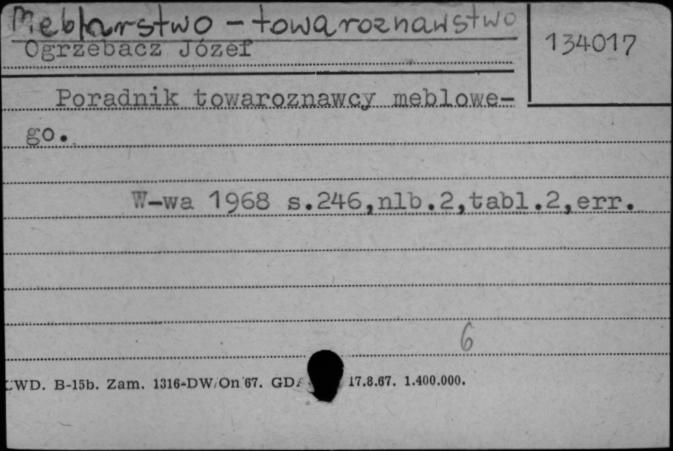 Meblarstwo - towaroznawstwo
134017
Ogrzebacz Józef
Poradnik towaroznawcy meblowe-
go.
W-wa 1968 s.246,nlb.2,tabl.2,err.
6
WD. B-15b. Zam. 1316-DW/On 67. GD 17.8.67. 1.400.000.